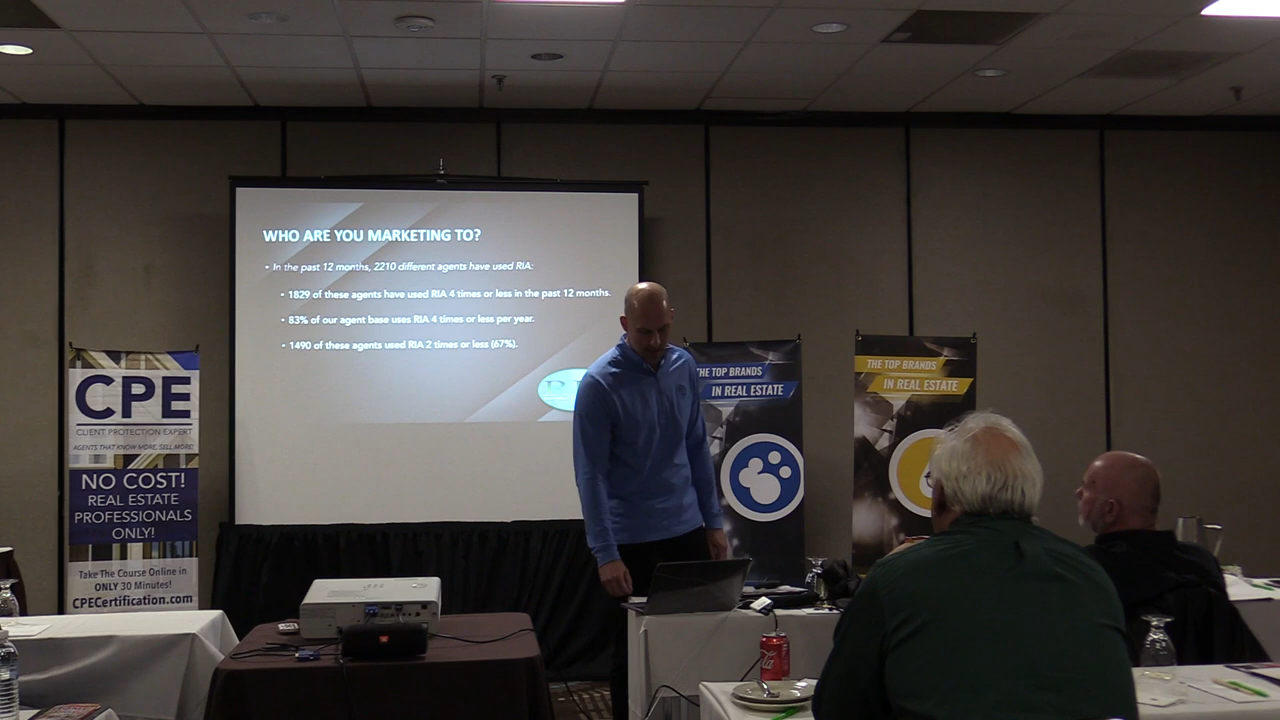 WHO ARE YOU MARKETING TO?
• In the past 12 months, 2210 different agents have used RIA:
• 1829 of these agents have used RIA 4 times or less in the past 12 months.
• 83% of our agent base uses RIA 4 times or less per year.
• 1490 of these agents used RIA 2 times or less (67%).
CPE
CLIENT PROTECTION EXPERT
AGENTS THAT KNOW MORE, SELL MORE!
NO COST!
REAL ESTATE
PROFESSIONALS
ONLY!
Take The Course Online in
ONLY 30 Minutes!
CPECertification.com
THE TOP BRANDS
IN REAL ESTATE
THE TOP BRANDS
IN REAL ESTATE